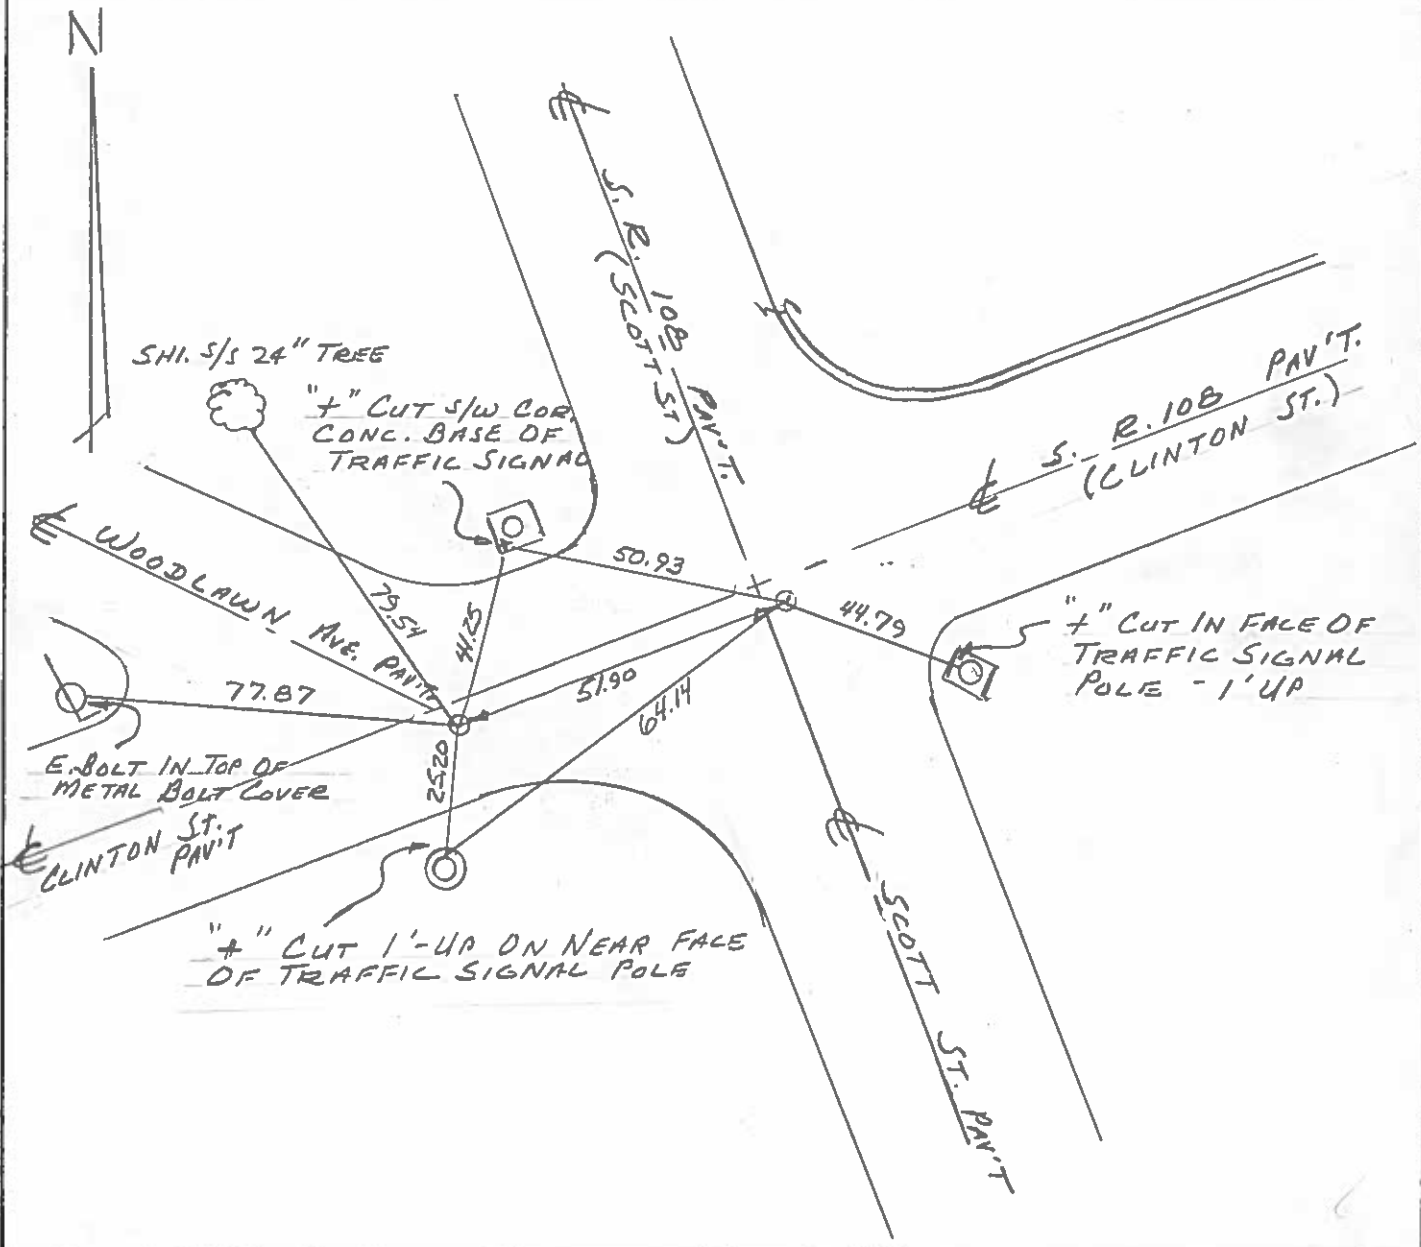 N
S. R. 108 PAV'T.
(SCOTT ST)
SHI. S/S 24" TREE
"+" CUT S/W COR
CONC. BASE OF
TRAFFIC SIGNAL
S. R. 108 PAV'T.
(CLINTON ST.)
WOODLAWN AVE. PAV'T
79.54
41.25
50.93
44.79
"+" CUT IN FACE OF
TRAFFIC SIGNAL
POLE - 1' UP
77.87
51.90
64.14
25.20
E. BOLT IN TOP OF
METAL BOLT COVER
CLINTON ST.
PAV'T
"+" CUT 1'-UP ON NEAR FACE
OF TRAFFIC SIGNAL POLE
SCOTT ST. PAV'T